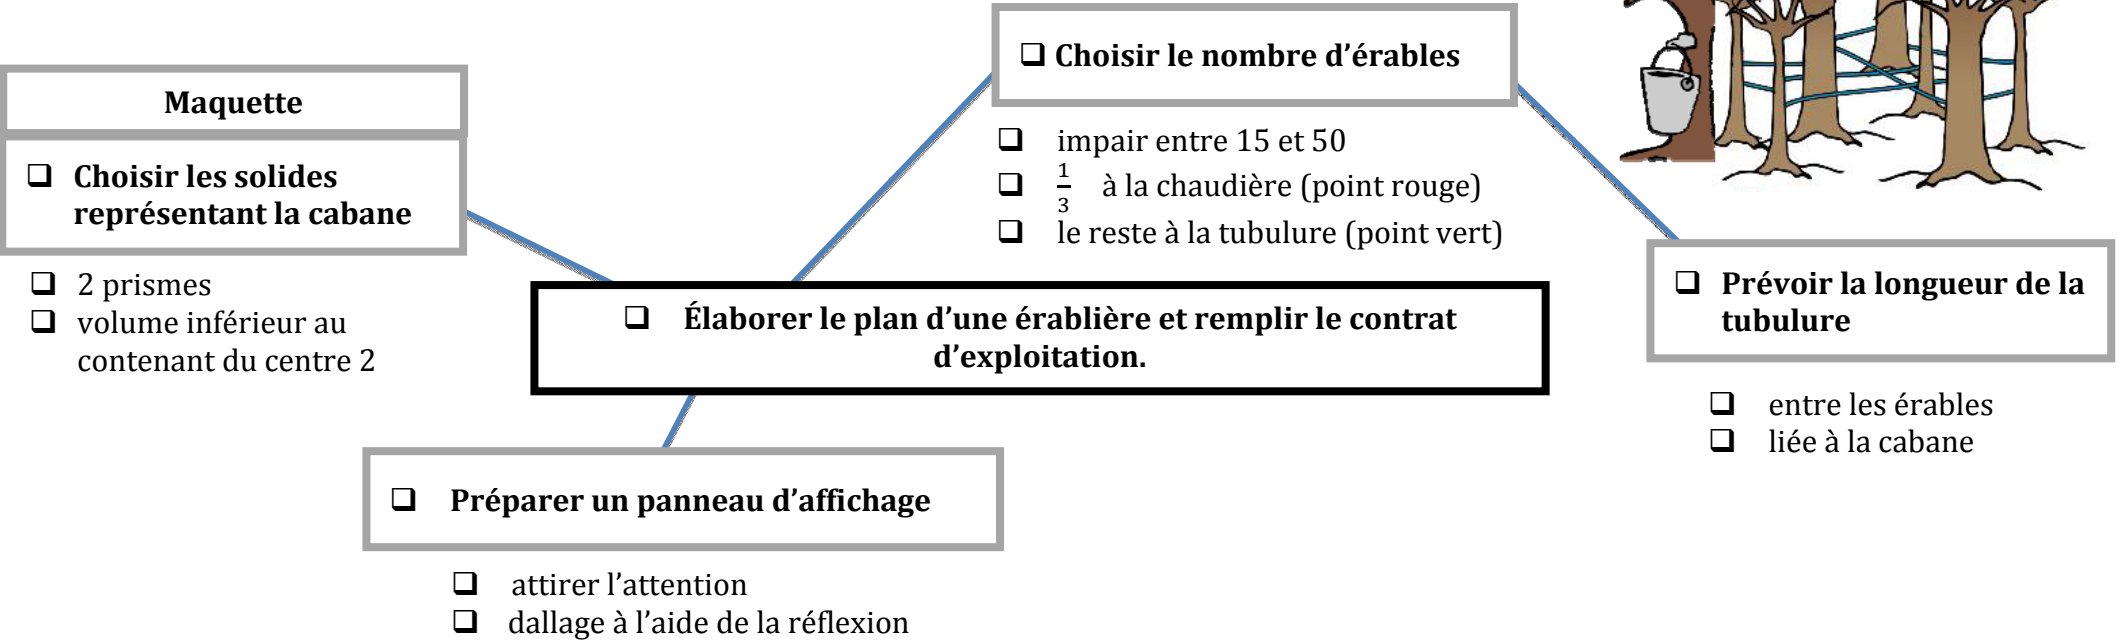 Maquette
❑ Choisir les solides
représentant la cabane
❑ 2 prismes
❑ volume inférieur au
contenant du centre 2
❑ Choisir le nombre d’érables
❑ impair entre 15 et 50
❑ 1/3 à la chaudière (point rouge)
❑ le reste à la tubulure (point vert)
❑ Prévoir la longueur de la
tubulure
❑ entre les érables
❑ liée à la cabane
❑ Élaborer le plan d’une érablière et remplir le contrat
d’exploitation.
❑ Préparer un panneau d’affichage
❑ attirer l’attention
❑ dallage à l’aide de la réflexion